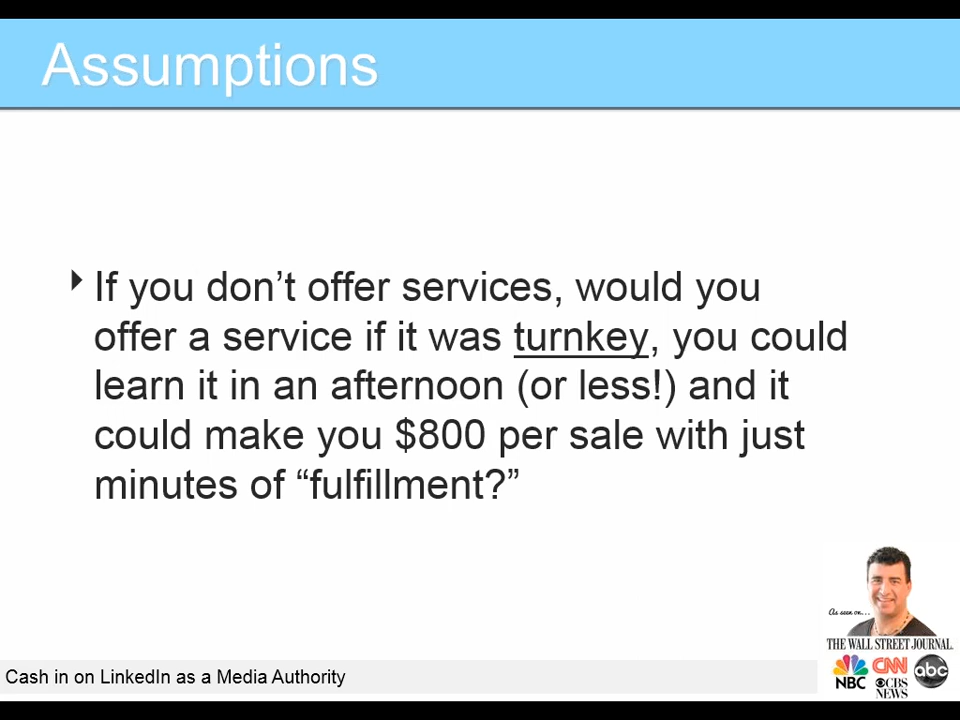 Assumptions
If you don’t offer services, would you
offer a service if it was turnkey, you could
learn it in an afternoon (or less!) and it
could make you $800 per sale with just
minutes of “fulfillment?”
As seen on...
THE WALL STREET JOURNAL.
NBC CNN abc
CBS
NEWS
Cash in on LinkedIn as a Media Authority